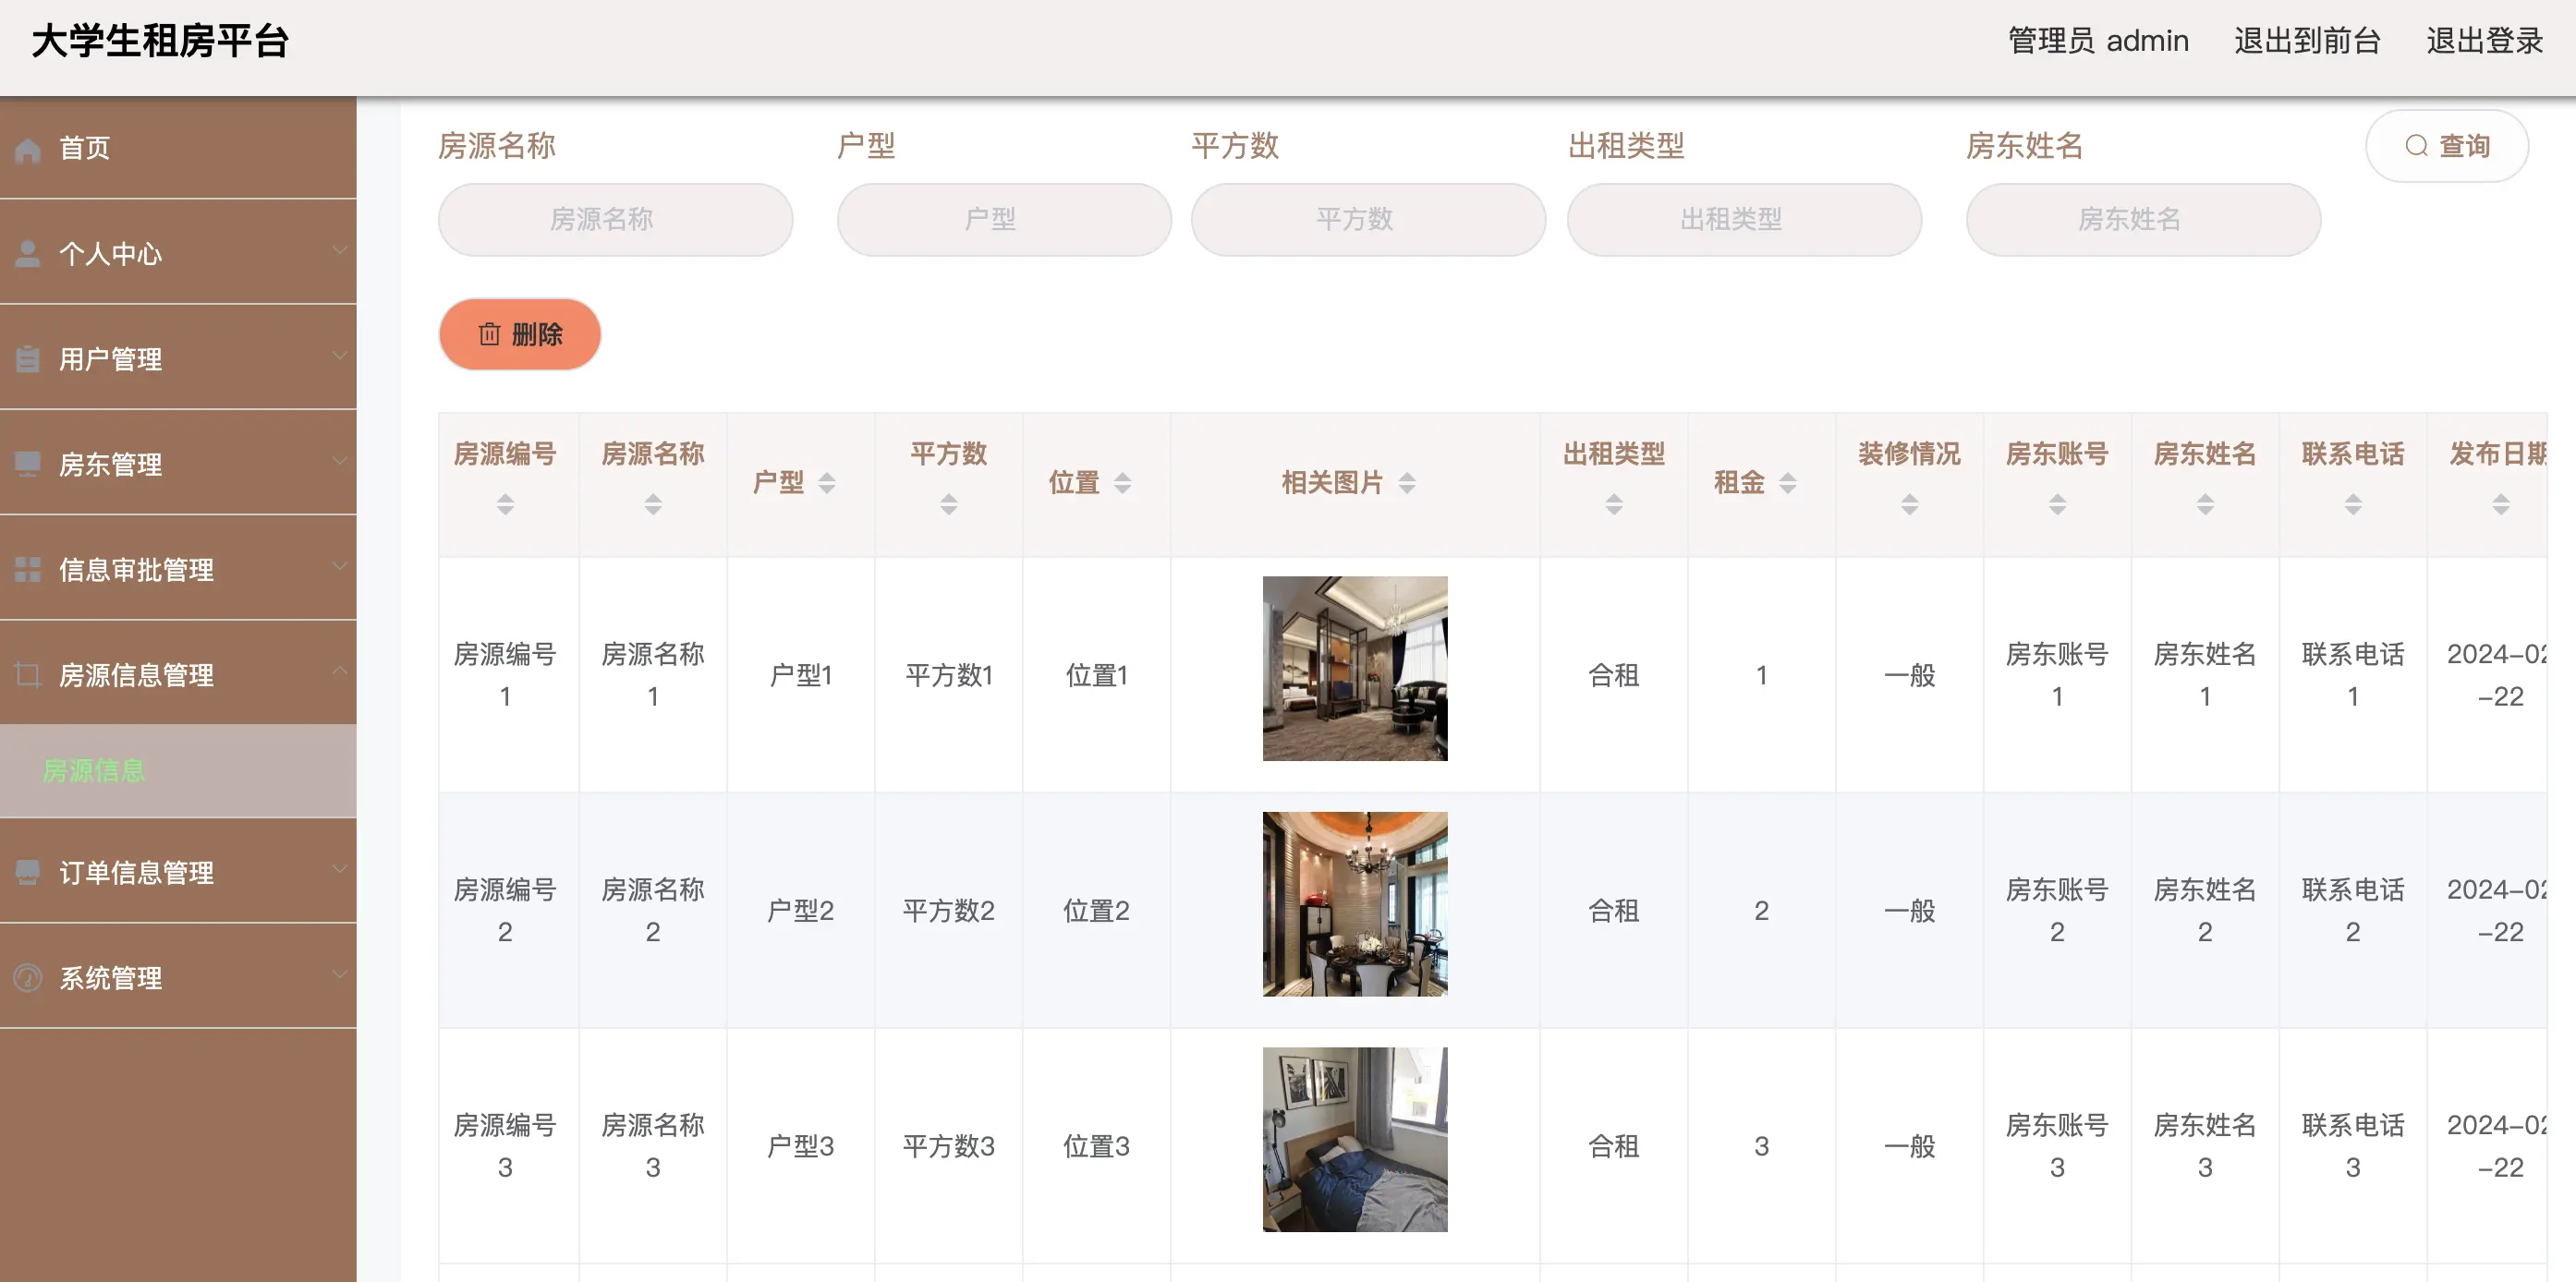 大学生租房平台
管理员 admin 退出到前台 退出登录
首页
个人中心
用户管理
房东管理
信息审批管理
房源信息管理
房源信息
订单信息管理
系统管理
房源名称 户型 平方数 出租类型 房东姓名 查询
房源名称 户型 平方数 出租类型 房东姓名
删除
房源编号 房源名称 户型 平方数 位置 相关图片 出租类型 租金 装修情况 房东账号 房东姓名 联系电话 发布日期
房源编号 房源名称 户型1 平方数1 位置1 合租 1 一般 房东账号 房东姓名 联系电话 2024-02
1 1 1 1 1 -22
房源编号 房源名称 户型2 平方数2 位置2 合租 2 一般 房东账号 房东姓名 联系电话 2024-02
2 2 2 2 2 -22
房源编号 房源名称 户型3 平方数3 位置3 合租 3 一般 房东账号 房东姓名 联系电话 2024-02
3 3 3 3 3 -22